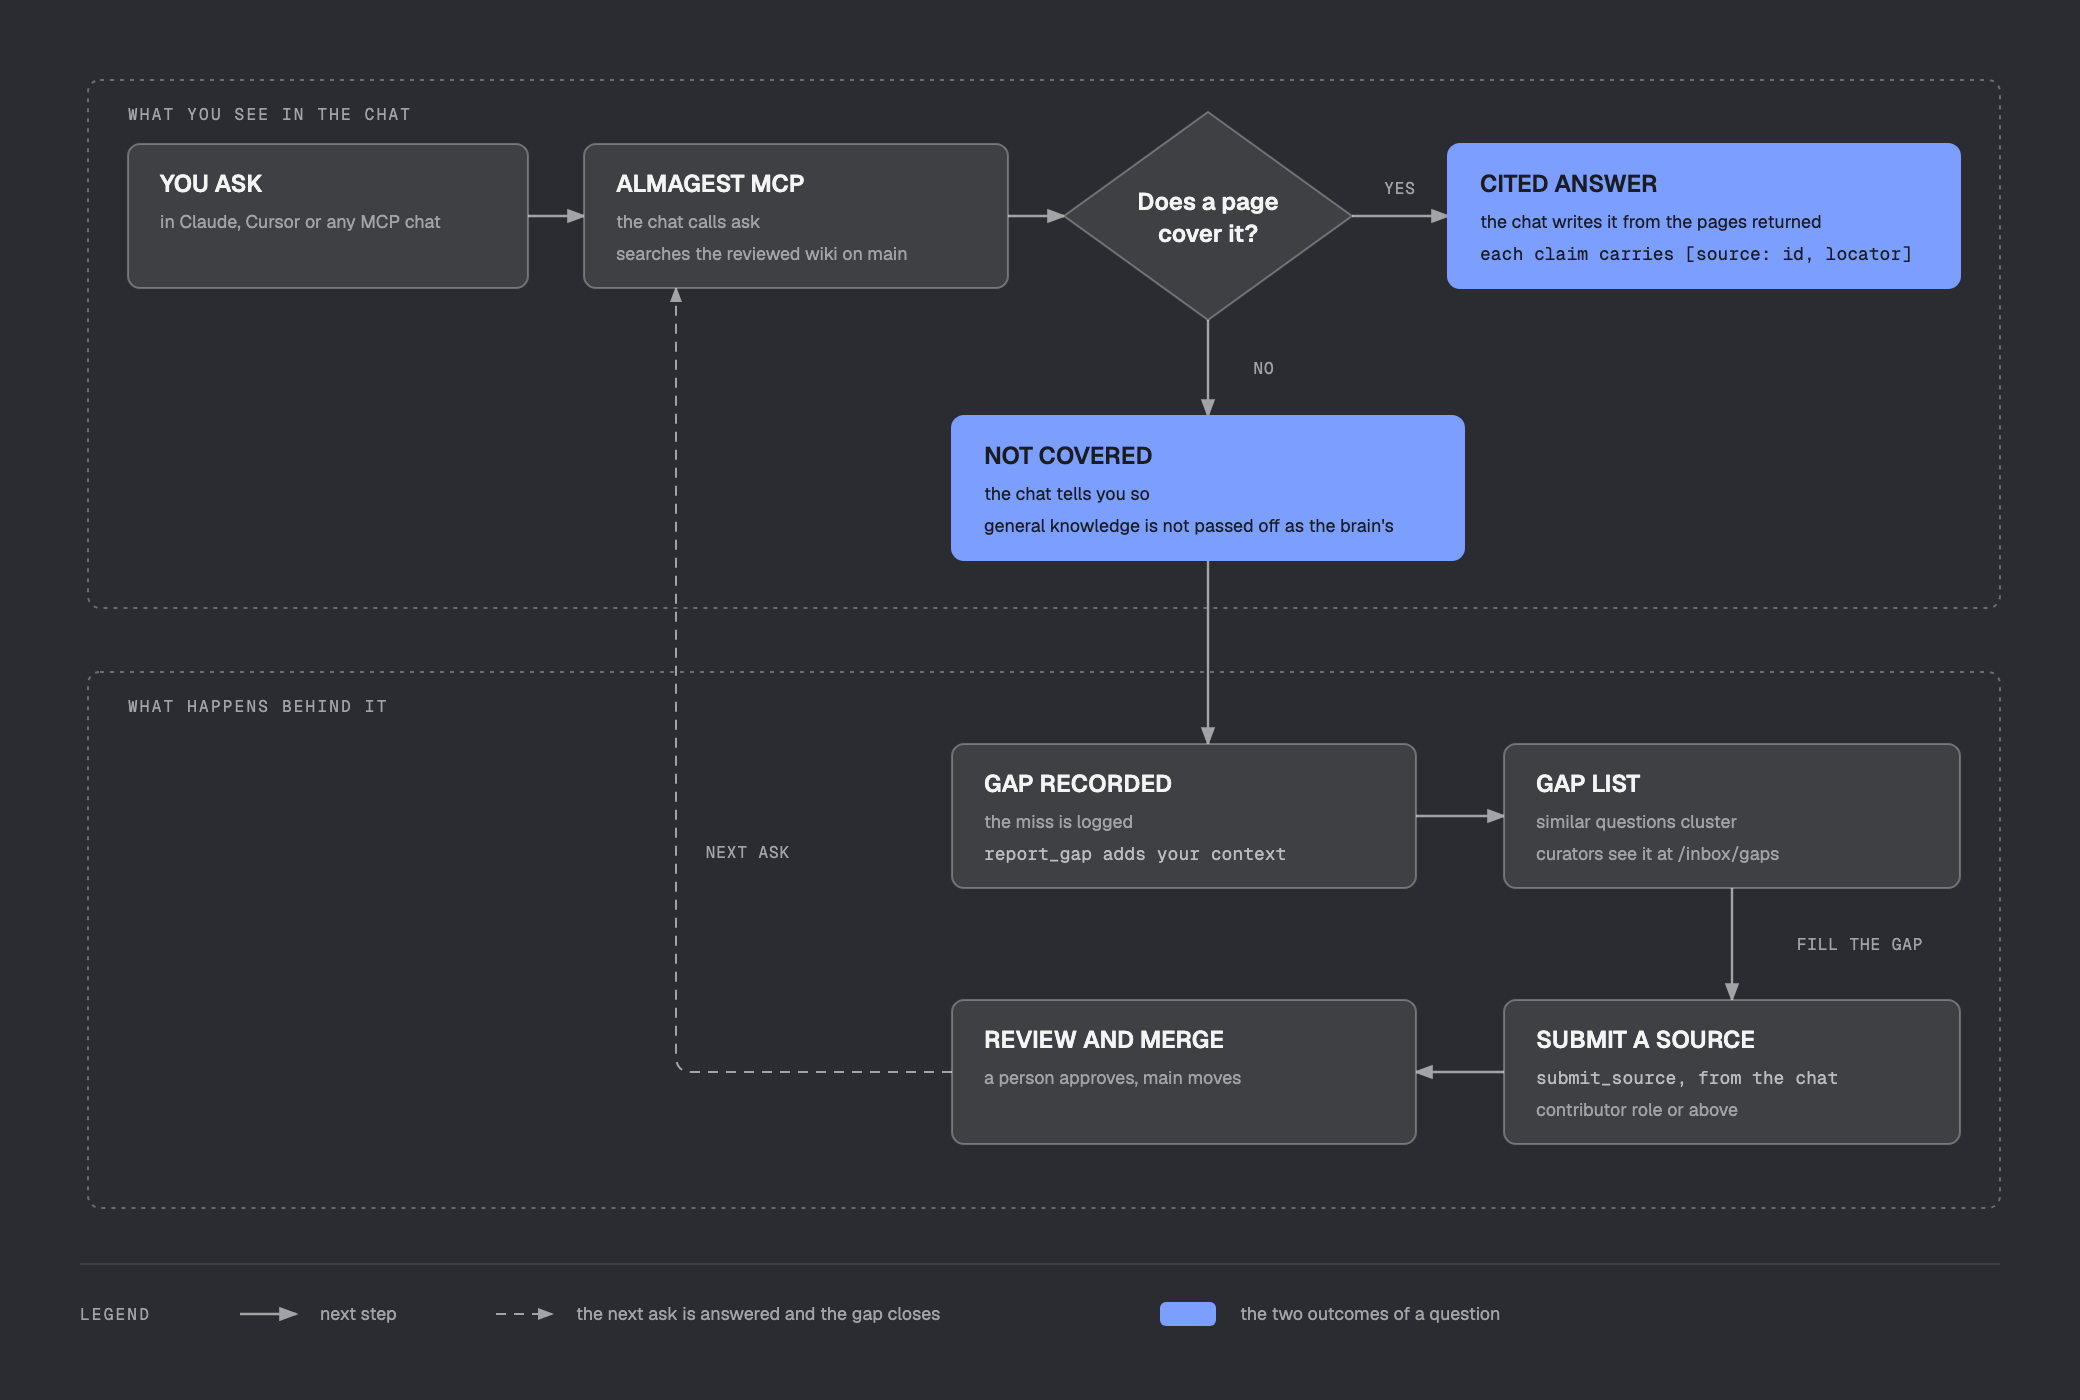 WHAT YOU SEE IN THE CHAT
YOU ASK
in Claude, Cursor or any MCP chat
ALMAGEST MCP
the chat calls ask
searches the reviewed wiki on main
Does a page
cover it?
YES
CITED ANSWER
the chat writes it from the pages returned
each claim carries [source: id, locator]
NO
NOT COVERED
the chat tells you so
general knowledge is not passed off as the brain's
WHAT HAPPENS BEHIND IT
GAP RECORDED
the miss is logged
report_gap adds your context
GAP LIST
similar questions cluster
curators see it at /inbox/gaps
NEXT ASK
FILL THE GAP
REVIEW AND MERGE
a person approves, main moves
SUBMIT A SOURCE
submit_source, from the chat
contributor role or above
LEGEND
next step
the next ask is answered and the gap closes
the two outcomes of a question